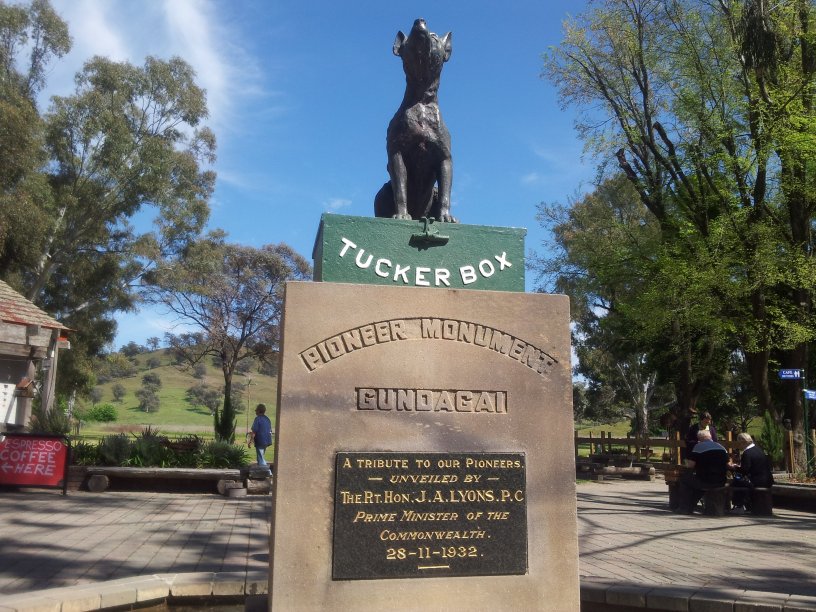 TUCKER BOX
PIONEER MONUMENT
GUNDAGAI
A TRIBUTE TO OUR PIONEERS.
— UNVEILED BY —
THE RT. HON. J. A. LYONS. P. C
PRIME MINISTER OF THE
COMMONWEALTH.
28-11-1932.
ESPRESSO
COFFEE
HERE
CAFE